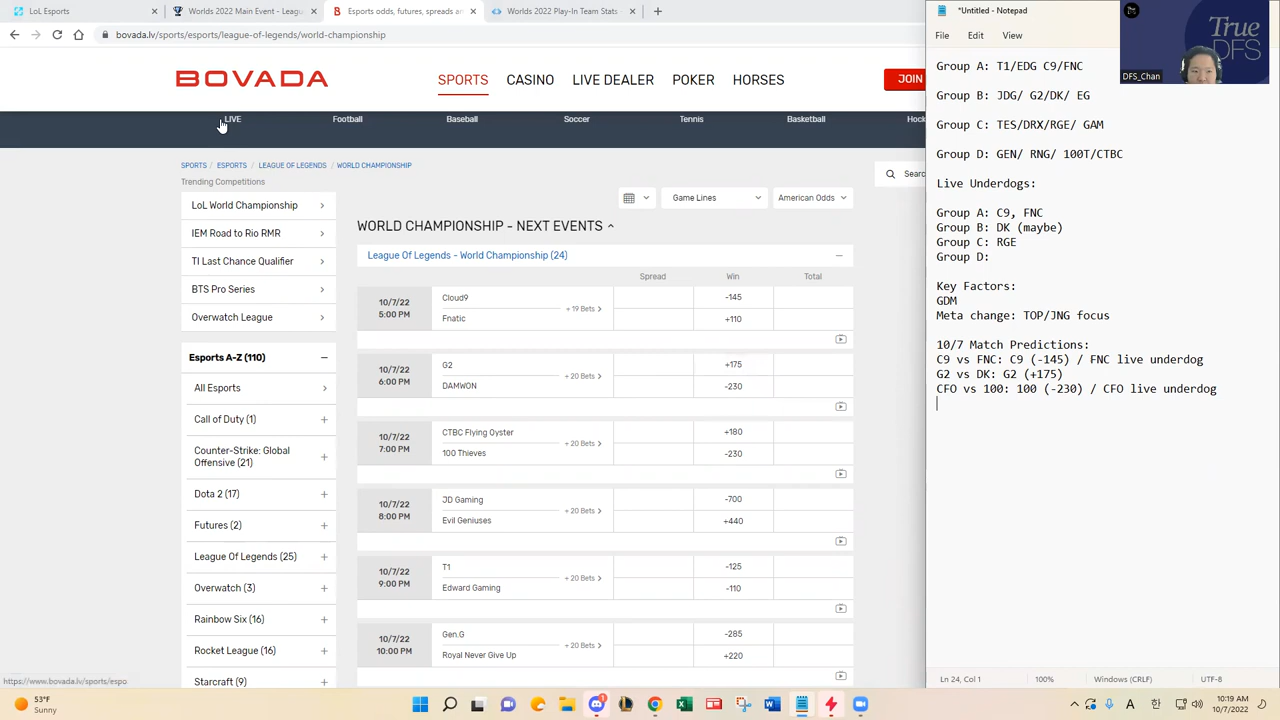 LoL Esports
Worlds 2022 Main Event - Leagu
Esports odds, futures, spreads an
Worlds 2022 Play-In Team Stats -
*Untitled - Notepad
bovada.lv/sports/esports/league-of-legends/world-championship
File Edit View
True
DFS
DFS_Chan
BOVADA
SPORTS CASINO LIVE DEALER POKER HORSES
JOIN
LIVE Football Baseball Soccer Tennis Basketball Hock
SPORTS / ESPORTS / LEAGUE OF LEGENDS / WORLD CHAMPIONSHIP
Searc
Trending Competitions
LoL World Championship
IEM Road to Rio RMR
TI Last Chance Qualifier
BTS Pro Series
Overwatch League
Esports A-Z (110)
All Esports
Call of Duty (1)
Counter-Strike: Global
Offensive (21)
Dota 2 (17)
Futures (2)
League Of Legends (25)
Overwatch (3)
Rainbow Six (16)
Rocket League (16)
Starcraft (9)
Game Lines
American Odds
WORLD CHAMPIONSHIP - NEXT EVENTS
League Of Legends - World Championship (24)
Spread Win Total
10/7/22
5:00 PM
Cloud9 -145
+ 19 Bets
Fnatic +110
10/7/22
6:00 PM
G2 +175
+ 20 Bets
DAMWON -230
10/7/22
7:00 PM
CTBC Flying Oyster +180
+ 20 Bets
100 Thieves -230
10/7/22
8:00 PM
JD Gaming -700
+ 20 Bets
Evil Geniuses +440
10/7/22
9:00 PM
T1 -125
+ 20 Bets
Edward Gaming -110
10/7/22
10:00 PM
Gen.G -285
+ 20 Bets
Royal Never Give Up +220
Group A: T1/EDG C9/FNC
Group B: JDG/ G2/DK/ EG
Group C: TES/DRX/RGE/ GAM
Group D: GEN/ RNG/ 100T/CTBC
Live Underdogs:
Group A: C9, FNC
Group B: DK (maybe)
Group C: RGE
Group D:
Key Factors:
GDM
Meta change: TOP/JNG focus
10/7 Match Predictions:
C9 vs FNC: C9 (-145) / FNC live underdog
G2 vs DK: G2 (+175)
CFO vs 100: 100 (-230) / CFO live underdog
https://www.bovada.lv/sports/espo
Ln 24, Col 1 100% Windows (CRLF) UTF-8
53°F
Sunny
A 한
10:19 AM
10/7/2022